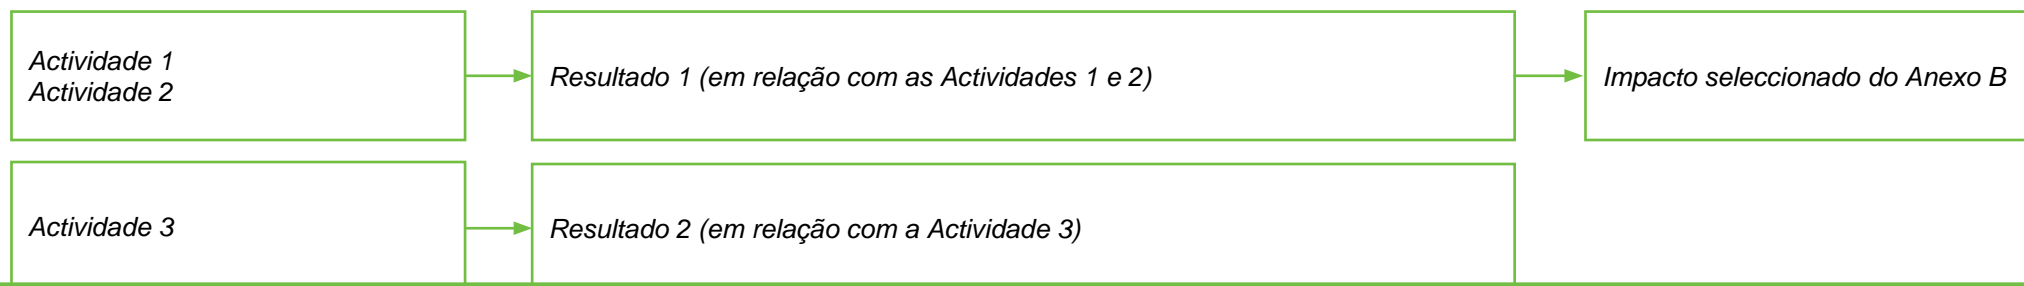 Actividade 1
Actividade 2
Resultado 1 (em relação com as Actividades 1 e 2)
Impacto seleccionado do Anexo B
Actividade 3
Resultado 2 (em relação com a Actividade 3)